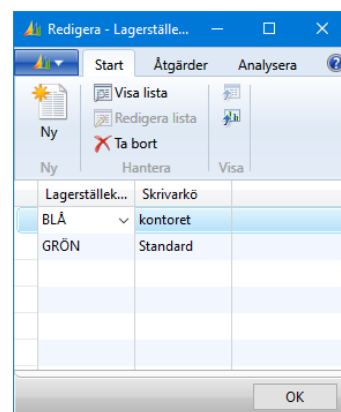 Redigera - Lagerställe...
Start Åtgärder Analysera
Ny
Visa lista
Redigera lista
Ta bort
Ny Hantera Visa
Lagerställek... Skrivarkö
BLÅ kontoret
GRÖN Standard
OK